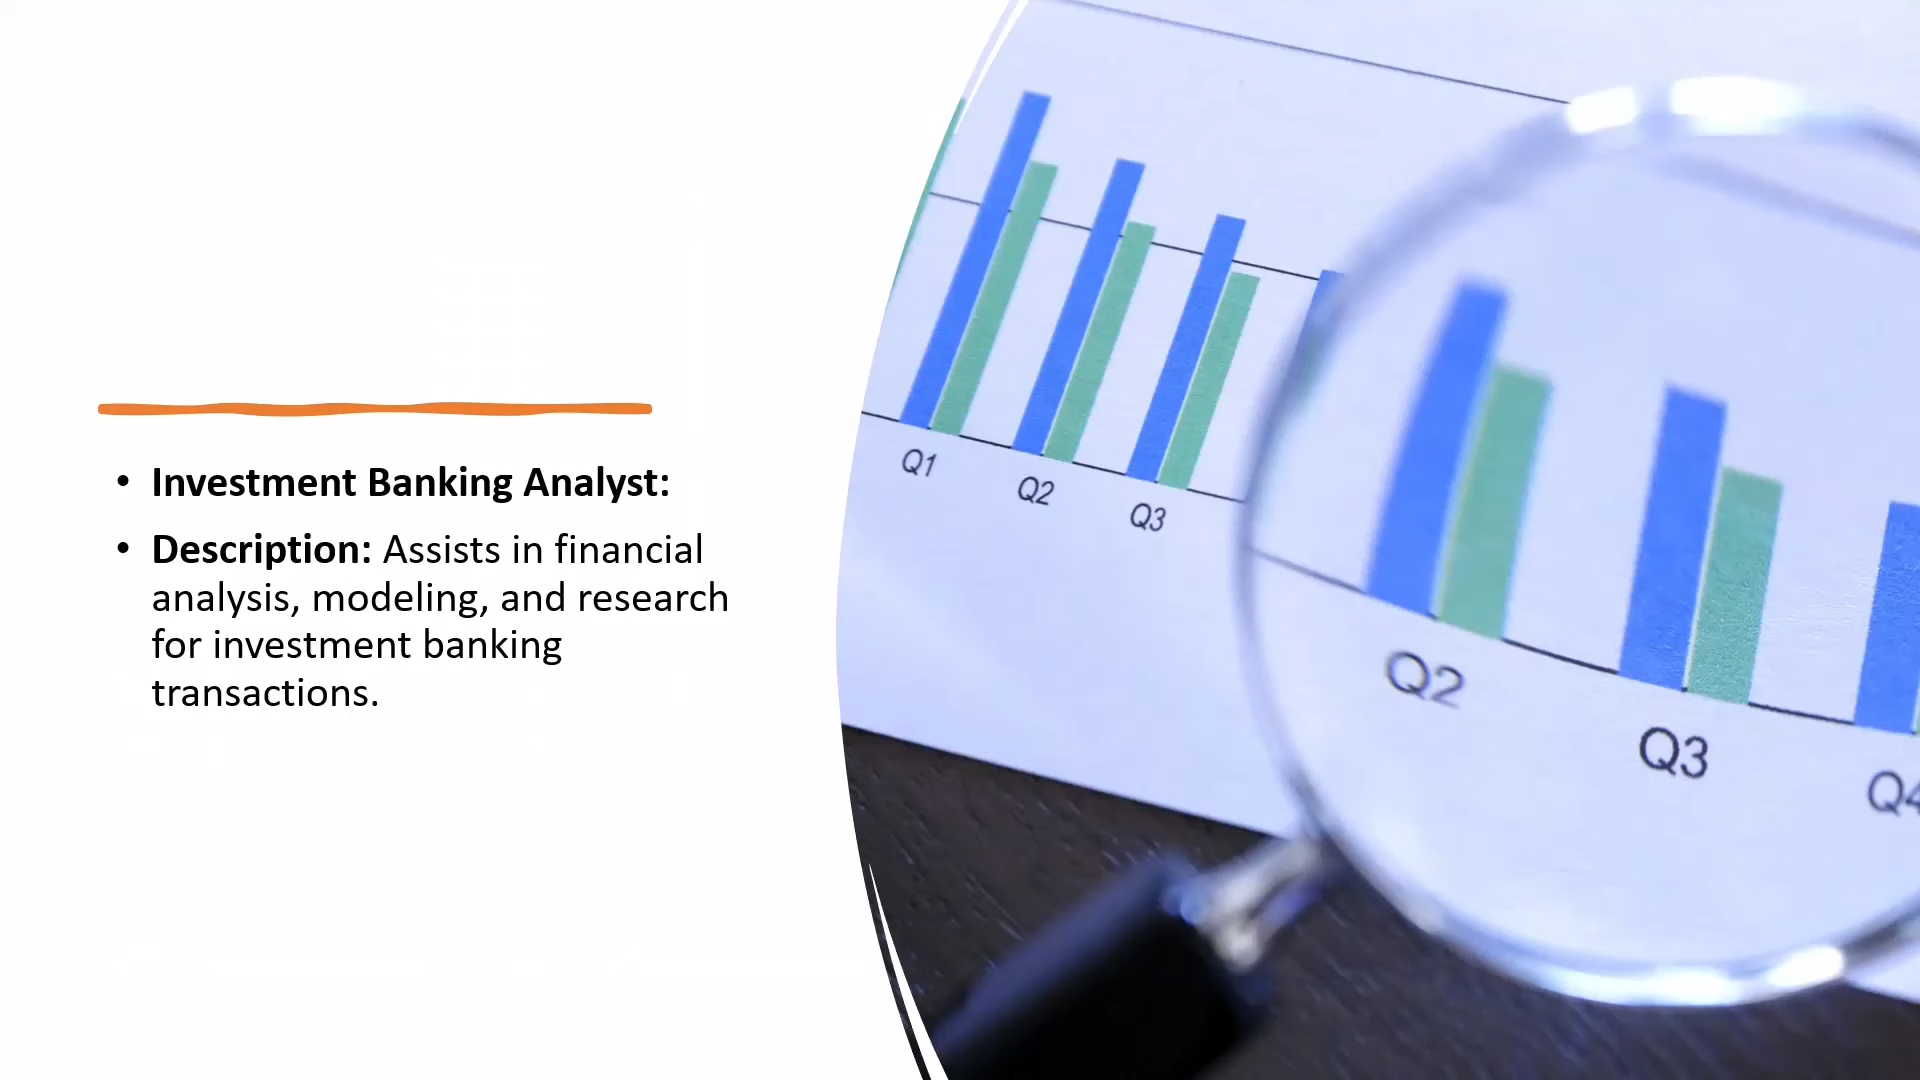 Investment Banking Analyst:
Description: Assists in financial
analysis, modeling, and research
for investment banking
transactions.
Q1
Q2
Q3
Q2
Q3
Q4